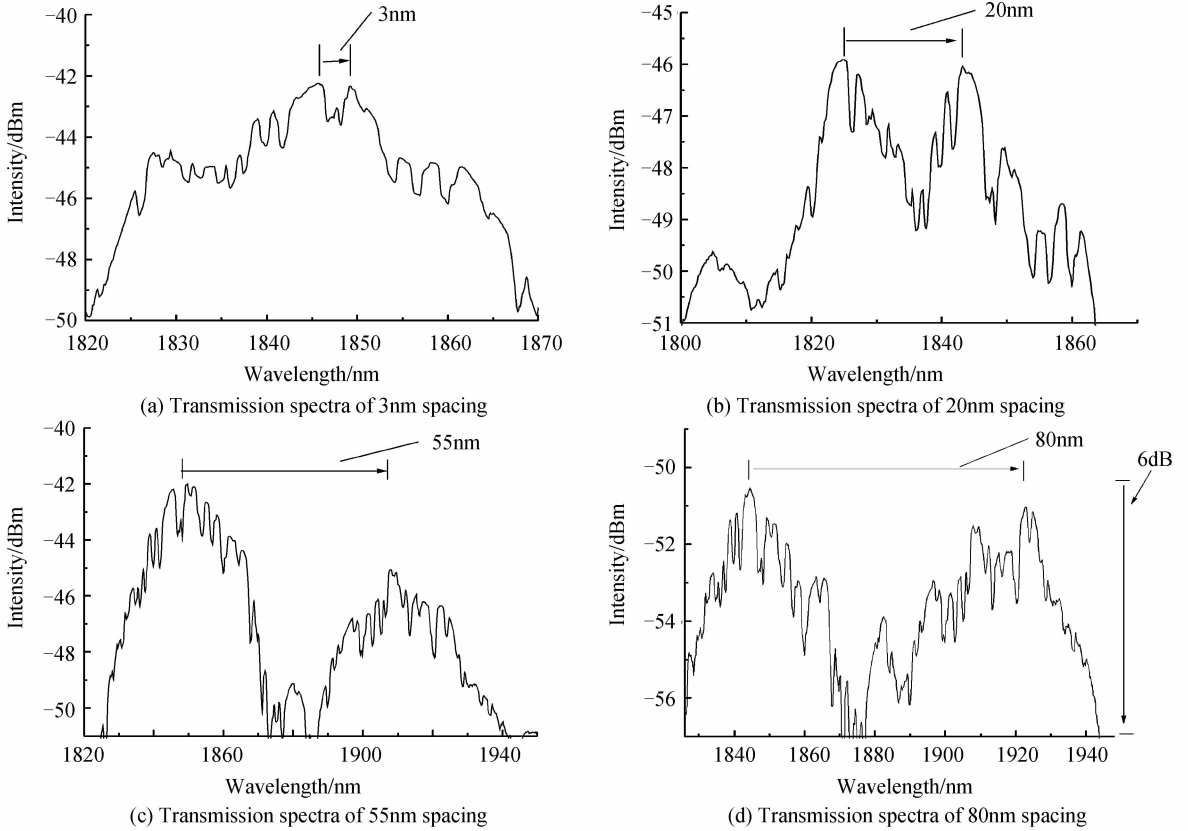 3nm
−40
−42
−44
−46
−48
−50
Intensity/dBm
1820 1830 1840 1850 1860 1870
Wavelength/nm
(a) Transmission spectra of 3nm spacing
20nm
−45
−46
−47
−48
−49
−50
−51
Intensity/dBm
1800 1820 1840 1860
Wavelength/nm
(b) Transmission spectra of 20nm spacing
55nm
−40
−42
−44
−46
−48
−50
Intensity/dBm
1820 1860 1900 1940
Wavelength/nm
(c) Transmission spectra of 55nm spacing
80nm
6dB
−50
−52
−54
−56
Intensity/dBm
1840 1860 1880 1900 1920 1940
Wavelength/nm
(d) Transmission spectra of 80nm spacing